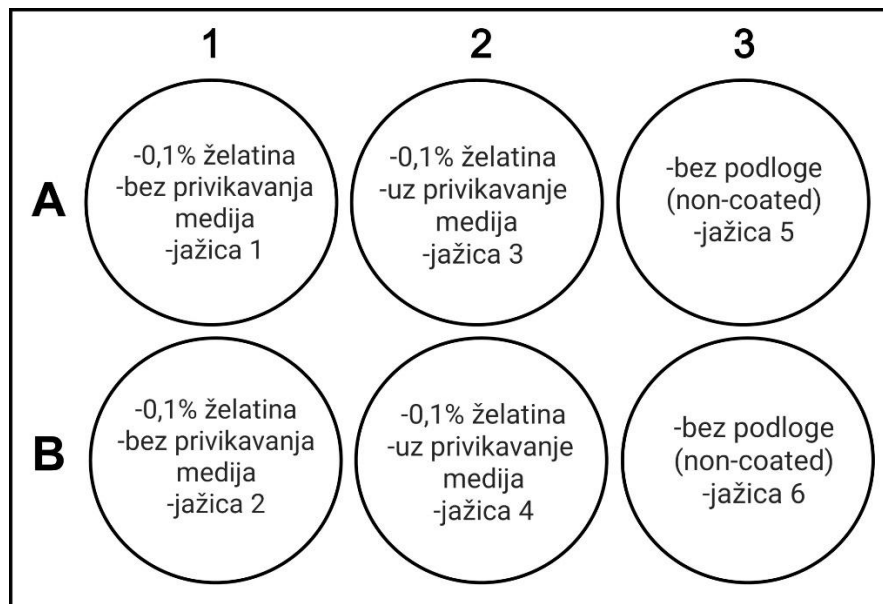 1 2 3
A
-0,1% želatina
-bez privikavanja
medija
-jažica 1
-0,1% želatina
-uz privikavanje
medija
-jažica 3
-bez podloge
(non-coated)
-jažica 5
B
-0,1% želatina
-bez privikavanja
medija
-jažica 2
-0,1% želatina
-uz privikavanje
medija
-jažica 4
-bez podloge
(non-coated)
-jažica 6